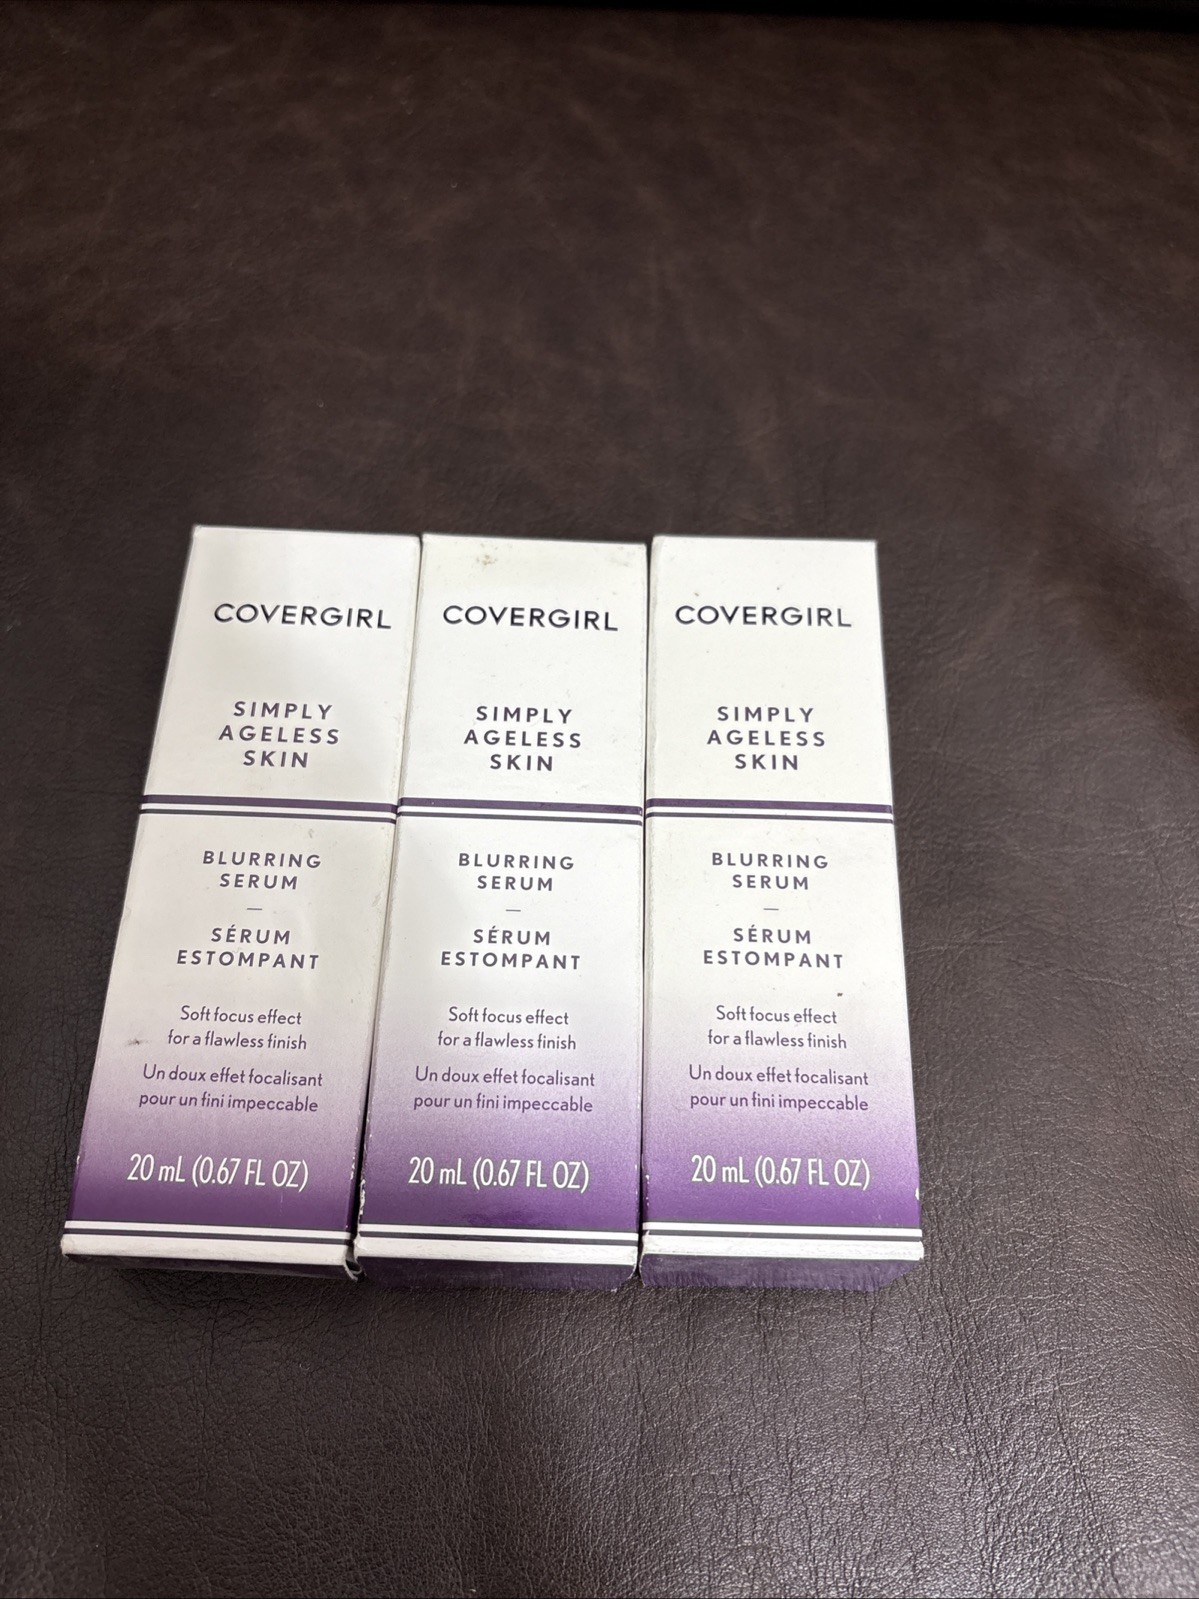 COVERGIRL
SIMPLY
AGELESS
SKIN
BLURRING
SERUM
—
SÉRUM
ESTOMPANT
Soft focus effect
for a flawless finish
Un doux effet focalisant
pour un fini impeccable
20 mL (0.67 FL OZ)
COVERGIRL
SIMPLY
AGELESS
SKIN
BLURRING
SERUM
—
SÉRUM
ESTOMPANT
Soft focus effect
for a flawless finish
Un doux effet focalisant
pour un fini impeccable
20 mL (0.67 FL OZ)
COVERGIRL
SIMPLY
AGELESS
SKIN
BLURRING
SERUM
—
SÉRUM
ESTOMPANT
Soft focus effect
for a flawless finish
Un doux effet focalisant
pour un fini impeccable
20 mL (0.67 FL OZ)